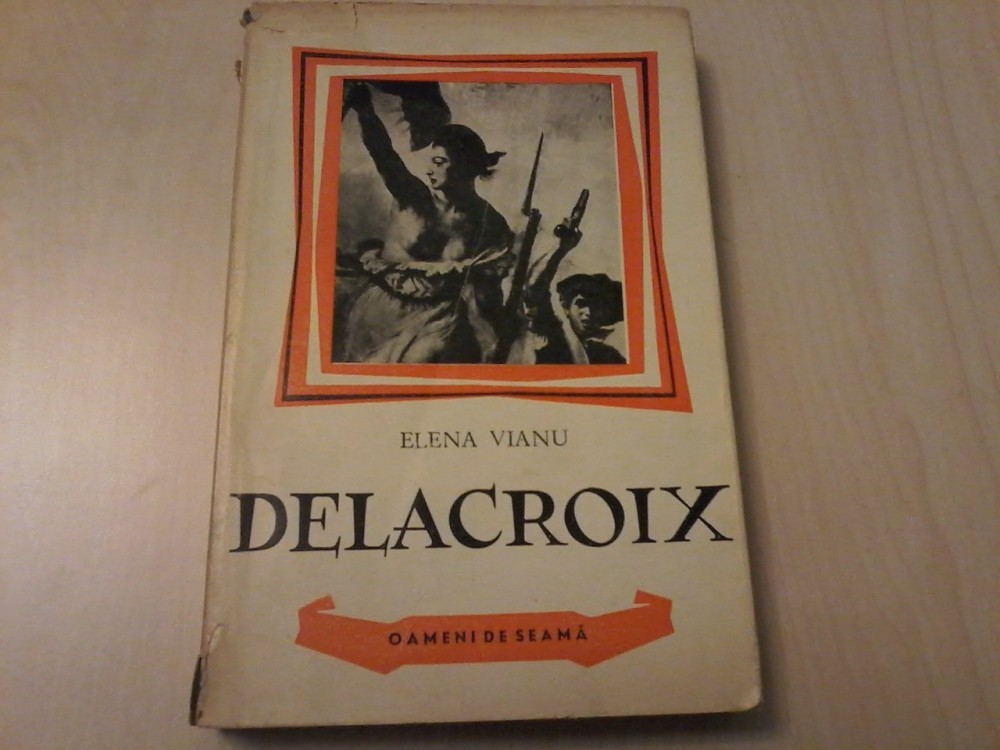 ELENA VIANU
DELACROIX
OAMENI DE SEAMĂ